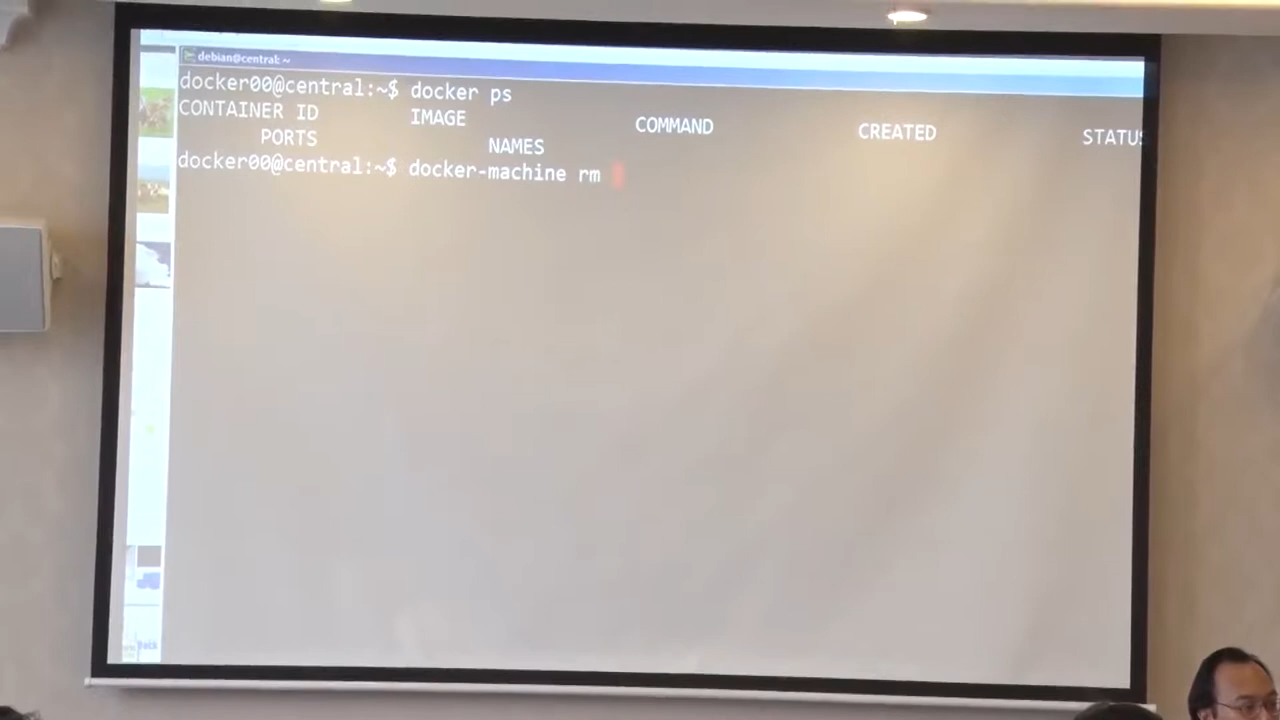 debian@central: ~
docker00@central:~$ docker ps
CONTAINER ID IMAGE COMMAND CREATED STATUS
PORTS NAMES
docker00@central:~$ docker-machine rm